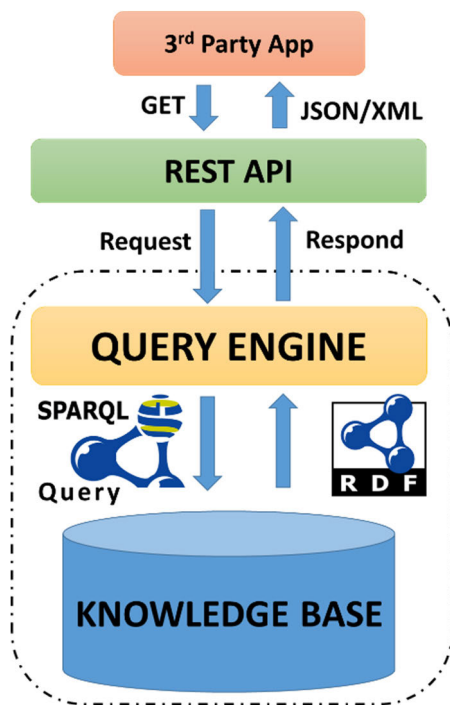 3rd Party App
GET
JSON/XML
REST API
Request
Respond
QUERY ENGINE
SPARQL
Query
RDF
KNOWLEDGE BASE